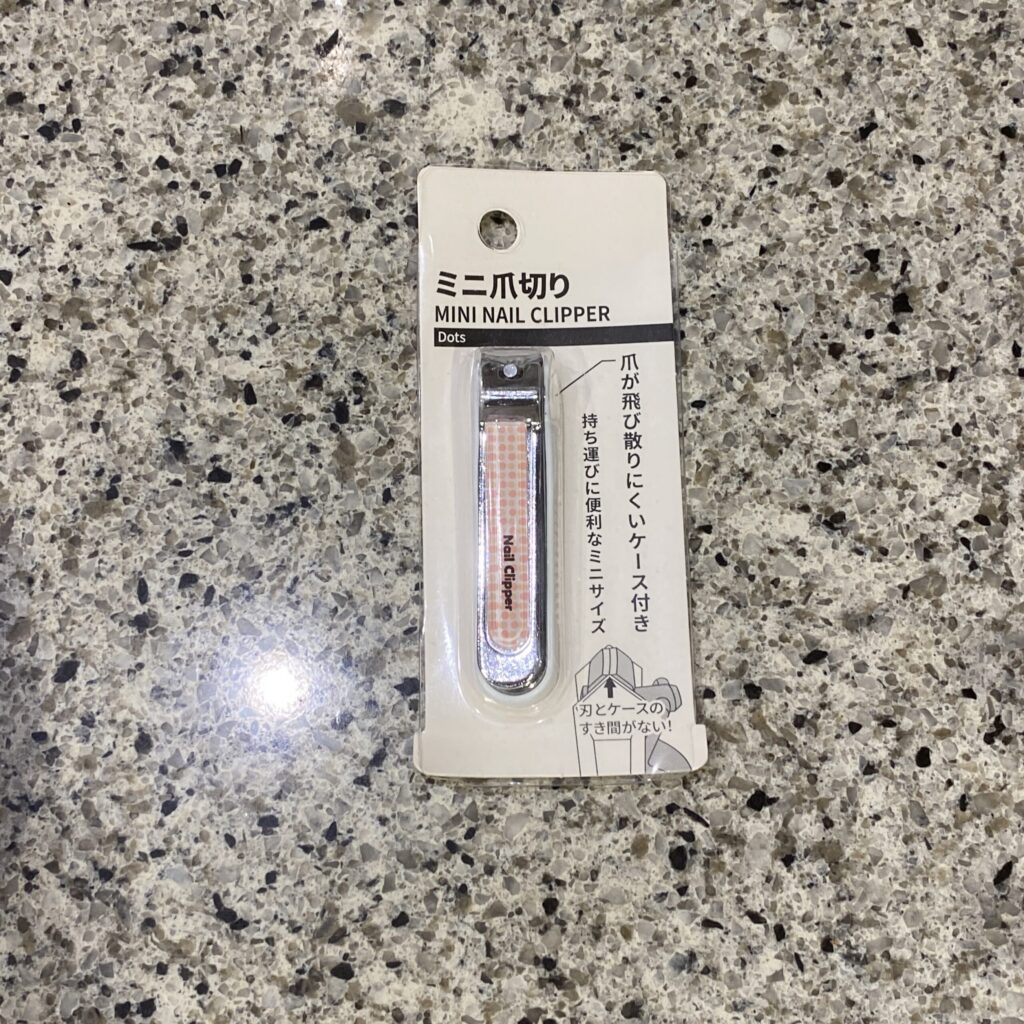 ミニ爪切り
MINI NAIL CLIPPER
Dots
爪が飛び散りにくいケース付き
持ち運びに便利なミニサイズ
Nail Clipper
刃とケースの
すき間がない!